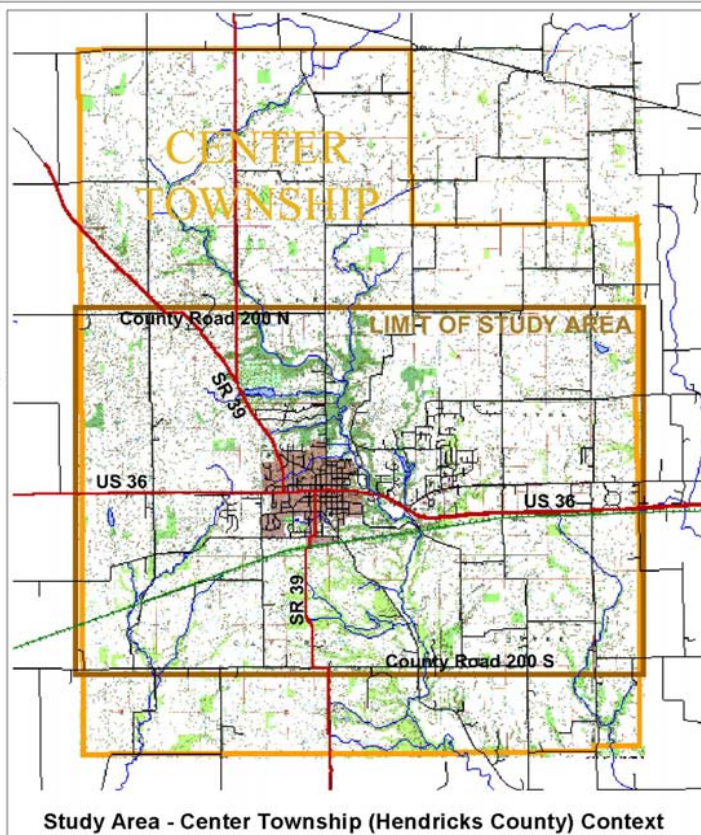 CENTER
TOWNSHIP
County Road 200 N
LIMIT OF STUDY AREA
SR 39
US 36
US 36
SR 39
County Road 200 S
Study Area - Center Township (Hendricks County) Context